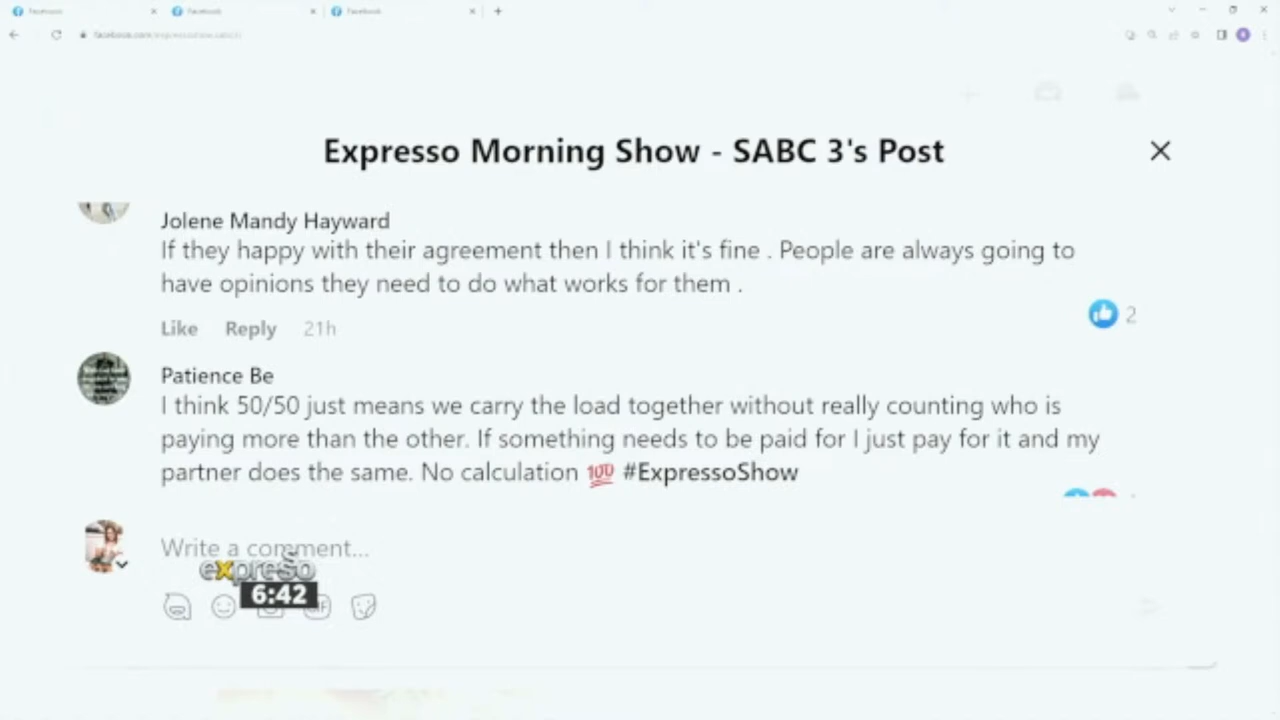 Facebook
Facebook
Facebook
Expresso Morning Show - SABC 3's Post
Jolene Mandy Hayward
If they happy with their agreement then I think it's fine . People are always going to
have opinions they need to do what works for them .
Like Reply 21h
2
Patience Be
I think 50/50 just means we carry the load together without really counting who is
paying more than the other. If something needs to be paid for I just pay for it and my
partner does the same. No calculation 💯 #ExpressoShow
Write a comment...
expresso
6:42
GIF